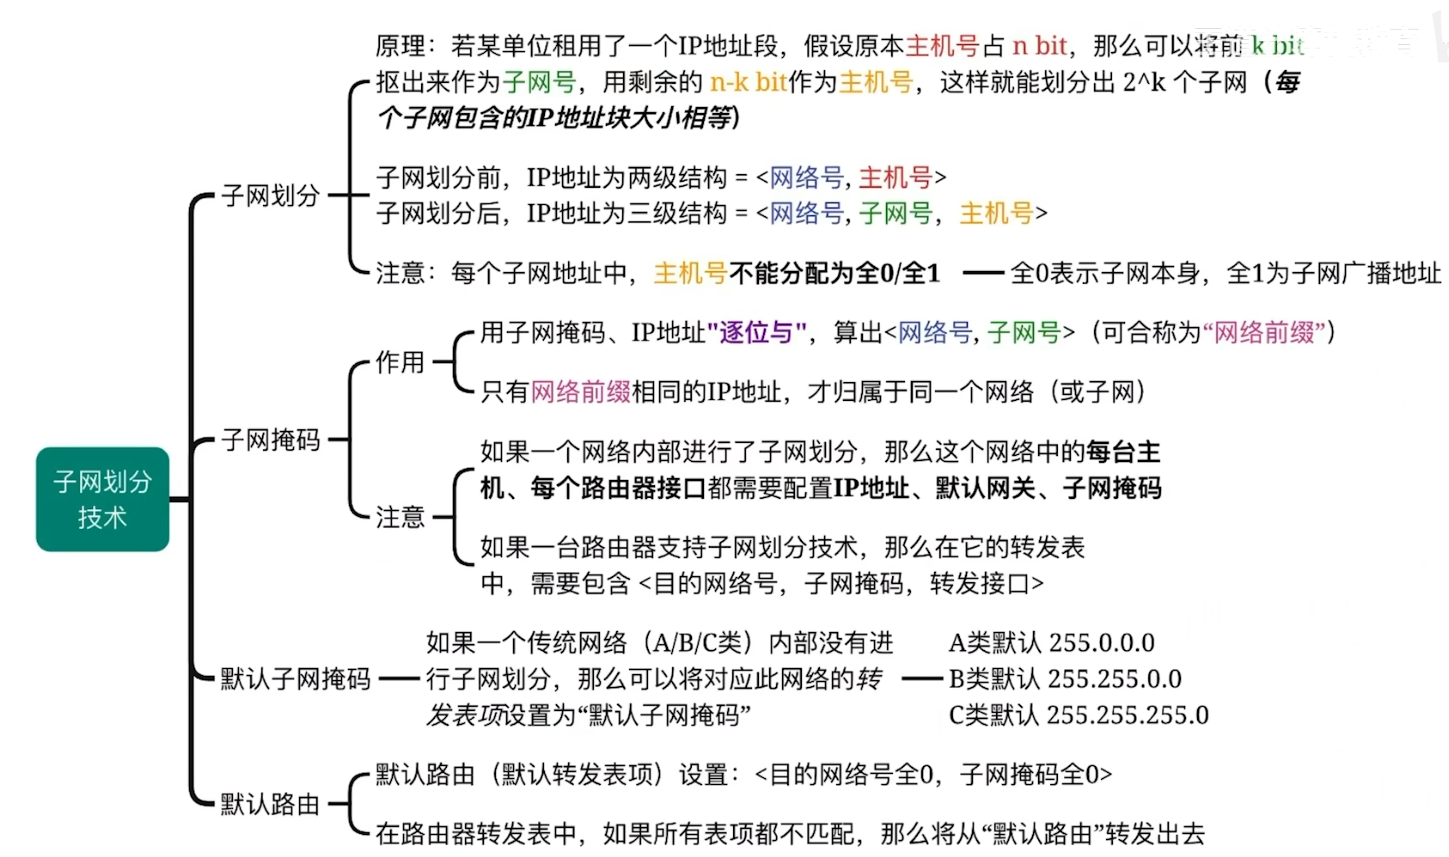 原理：若某单位租用了一个IP地址段，假设原本主机号占 n bit，那么可以将前 k bit
抠出来作为子网号，用剩余的 n-k bit作为主机号，这样就能划分出 2^k 个子网（每
个子网包含的IP地址块大小相等）
子网划分
子网划分前，IP地址为两级结构 = <网络号, 主机号>
子网划分后，IP地址为三级结构 = <网络号, 子网号， 主机号>
注意：每个子网地址中，主机号不能分配为全0/全1
全0表示子网本身，全1为子网广播地址
子网掩码
作用
用子网掩码、IP地址"逐位与"，算出<网络号, 子网号>（可合称为“网络前缀”）
只有网络前缀相同的IP地址，才归属于同一个网络（或子网）
注意
如果一个网络内部进行了子网划分，那么这个网络中的每台主
机、每个路由器接口都需要配置IP地址、默认网关、子网掩码
如果一台路由器支持子网划分技术，那么在它的转发表
中，需要包含 <目的网络号，子网掩码，转发接口>
子网划分
技术
默认子网掩码
如果一个传统网络（A/B/C类）内部没有进
行子网划分，那么可以将对应此网络的转
发表项设置为“默认子网掩码”
A类默认 255.0.0.0
B类默认 255.255.0.0
C类默认 255.255.255.0
默认路由
默认路由（默认转发表项）设置：<目的网络号全0，子网掩码全0>
在路由器转发表中，如果所有表项都不匹配，那么将从“默认路由”转发出去